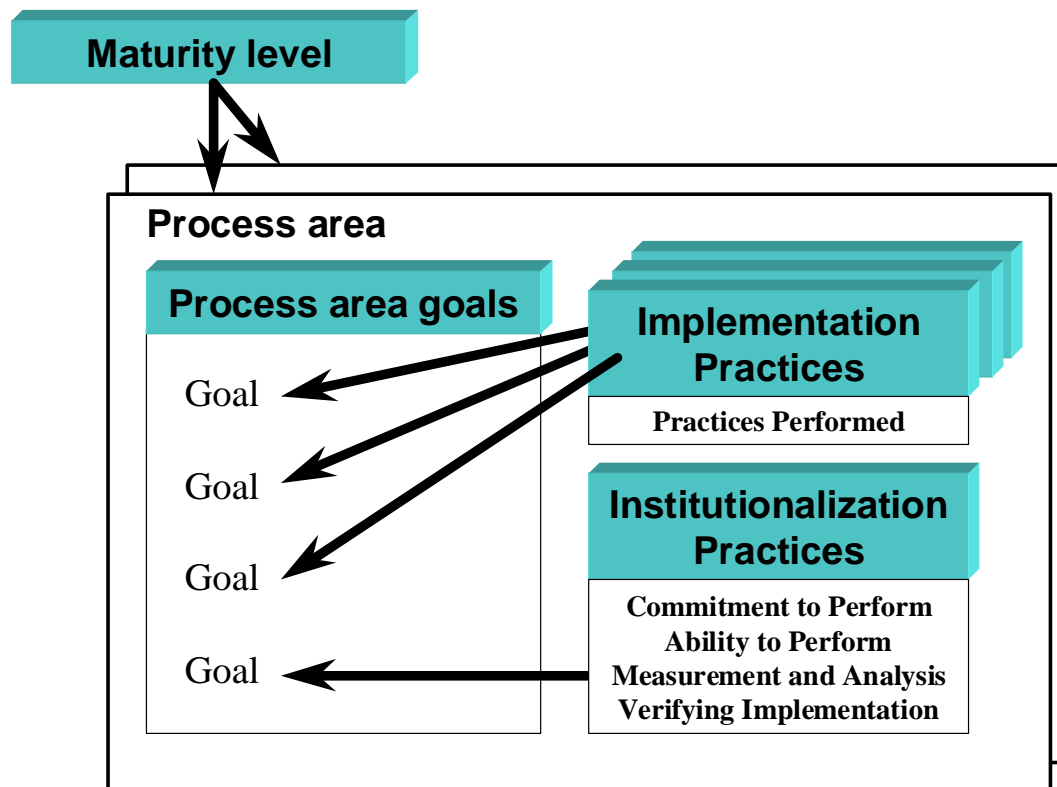 Maturity level
Process area
Process area goals
Goal
Goal
Goal
Goal
Implementation
Practices
Practices Performed
Institutionalization
Practices
Commitment to Perform
Ability to Perform
Measurement and Analysis
Verifying Implementation